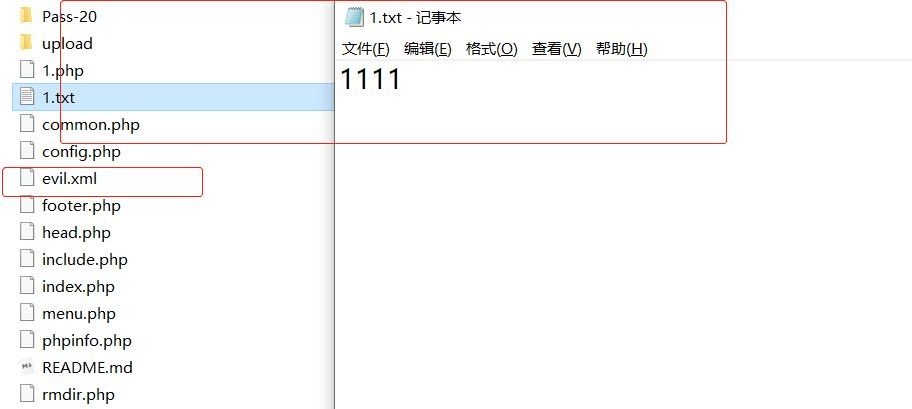 Pass-20
upload
1.php
1.txt
common.php
config.php
evil.xml
footer.php
head.php
include.php
index.php
menu.php
phpinfo.php
README.md
rmdir.php
1.txt - 记事本
文件(F) 编辑(E) 格式(O) 查看(V) 帮助(H)
1111